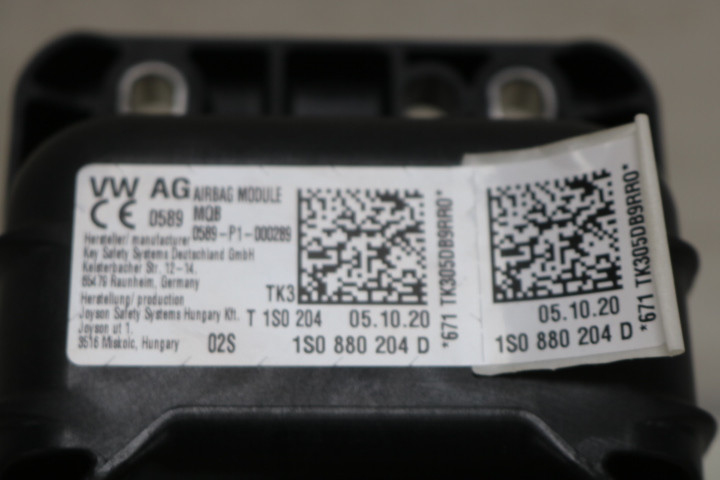 VW AG AIRBAG MODULE
CE 0589 MQB
0589-P1-000289
Hersteller/ manufacturer
Key Safety Systems Deutschland GmbH
Kelsterbacher Str. 12-14.
65479 Raunheim, Germany
Herstellung/ production
Joyson Safety Systems Hungary Kft.
Joyson ut 1.
3516 Miskolc, Hungary
02S
TK3
T 1S0 204 05.10.20
1S0 880 204 D
*671 TK305DB9RR0*
05.10.20
1S0 880 204 D
*671 TK305DB9RR0*